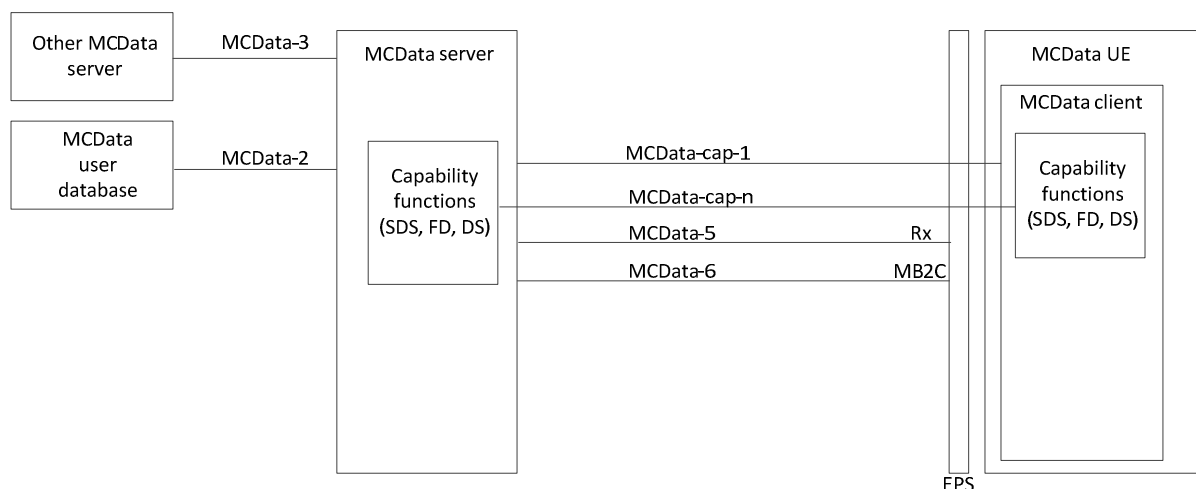 Other MCData
server
MCData-3
MCData
user
database
MCData-2
MCData server
Capability
functions
(SDS, FD, DS)
MCData-cap-1
MCData-cap-n
MCData-5
Rx
MCData-6
MB2C
EPS
MCData UE
MCData client
Capability
functions
(SDS, FD, DS)